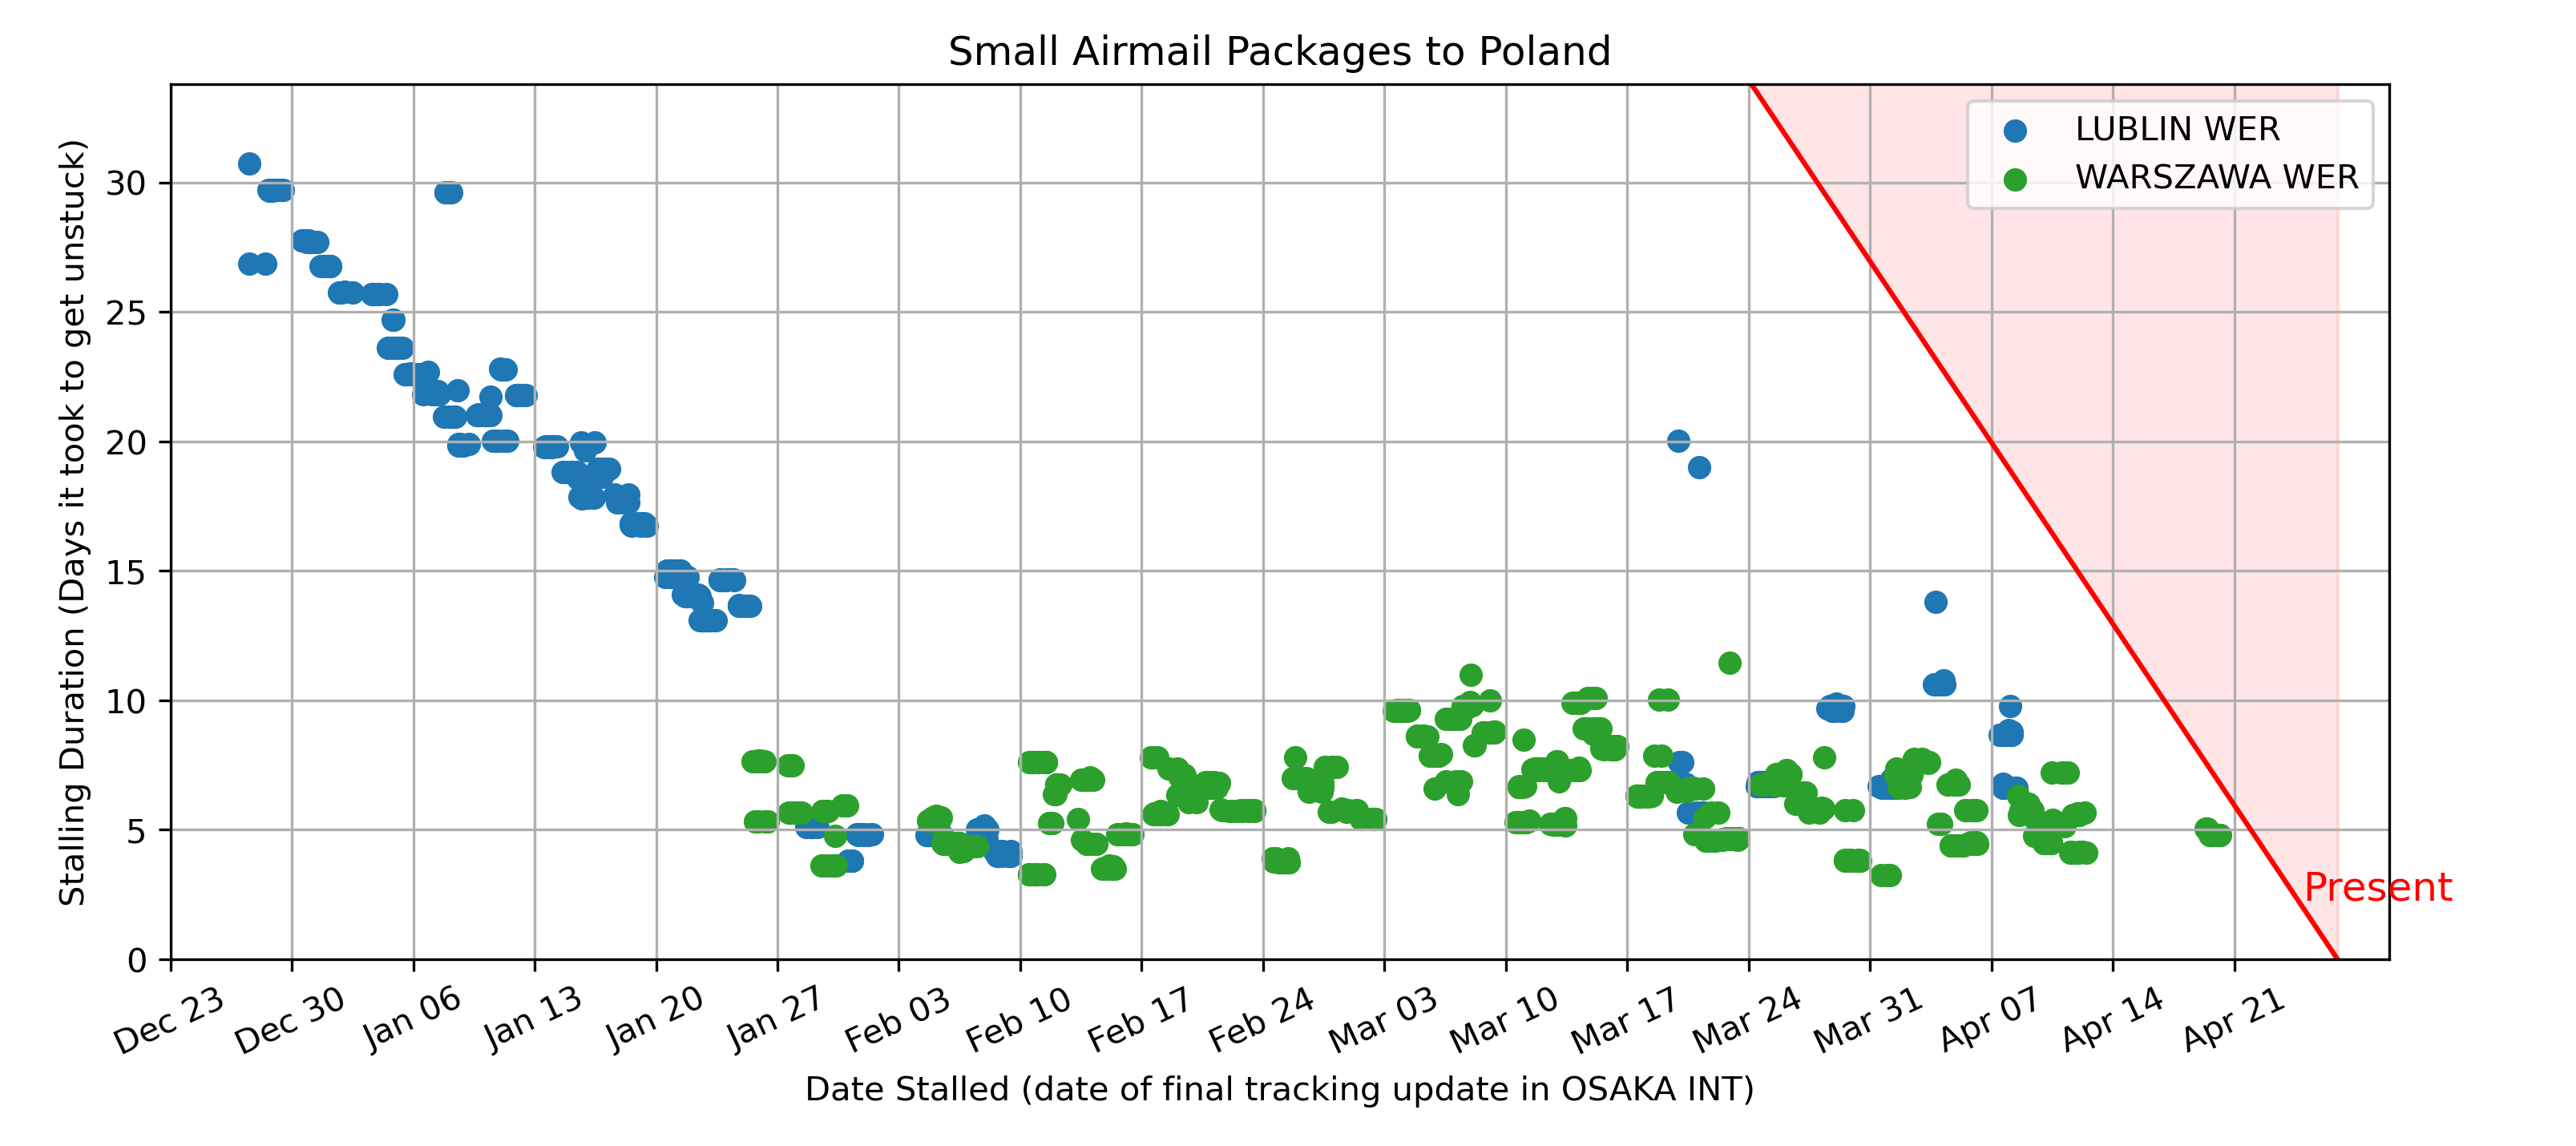 Small Airmail Packages to Poland
LUBLIN WER
WARSZAWA WER
Stalling Duration (Days it took to get unstuck)
30
25
20
15
10
5
0
Present
Dec 23
Dec 30
Jan 06
Jan 13
Jan 20
Jan 27
Feb 03
Feb 10
Feb 17
Feb 24
Mar 03
Mar 10
Mar 17
Mar 24
Mar 31
Apr 07
Apr 14
Apr 21
Date Stalled (date of final tracking update in OSAKA INT)